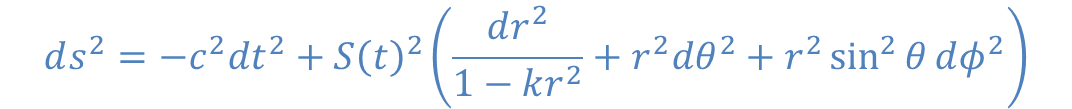 ds² = −c²dt² + S(t)² ( dr² / (1 − kr²) + r²dθ² + r² sin² θ dϕ² )